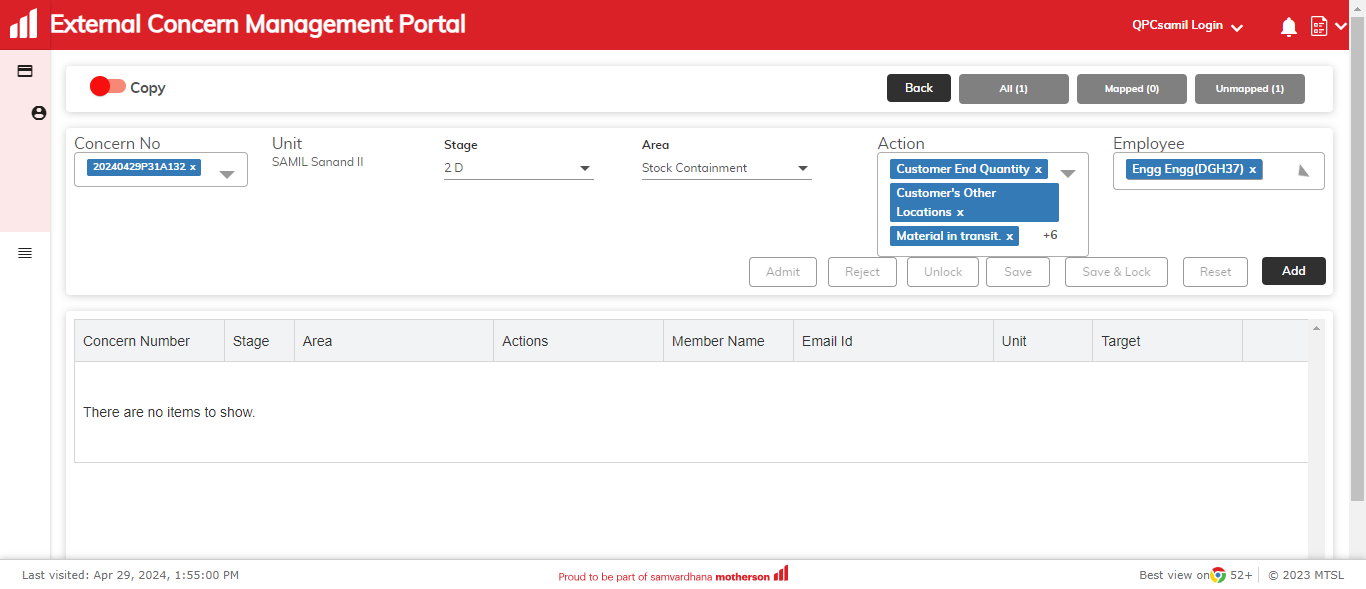 External Concern Management Portal
QPCsamil Login
Copy
Back
All (1)
Mapped (0)
Unmapped (1)
Concern No
20240429P31A132 x
Unit
SAMIL Sanand II
Stage
2 D
Area
Stock Containment
Action
Customer End Quantity x
Customer's Other
Locations x
Material in transit. x
+6
Employee
Engg Engg(DGH37) x
Admit
Reject
Unlock
Save
Save & Lock
Reset
Add
Concern Number
Stage
Area
Actions
Member Name
Email Id
Unit
Target
There are no items to show.
Last visited: Apr 29, 2024, 1:55:00 PM
Proud to be part of samvardhana motherson
Best view on 52+
© 2023 MTSL